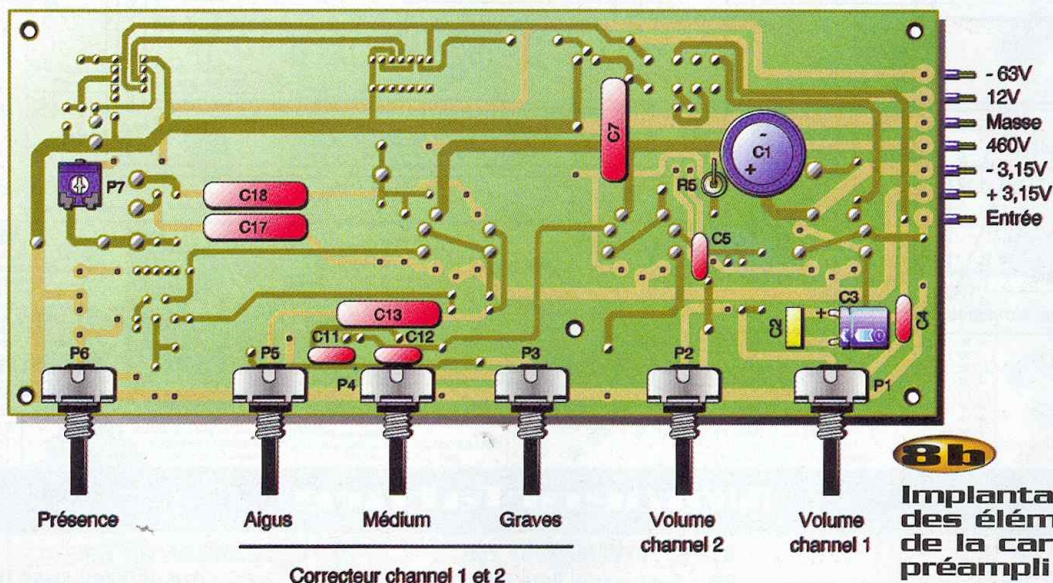 - 63V
12V
Masse
460V
- 3,15V
+ 3,15V
Entrée
C7
-
C1
+
R5
P7
C18
C17
C5
C13
C11
C12
C2
+
C3
C4
P6
P5
P4
P3
P2
P1
Présence
Aigus
Médium
Graves
Volume
channel 2
Volume
channel 1
Correcteur channel 1 et 2
8b
Implanta
des élém
de la car
préampli